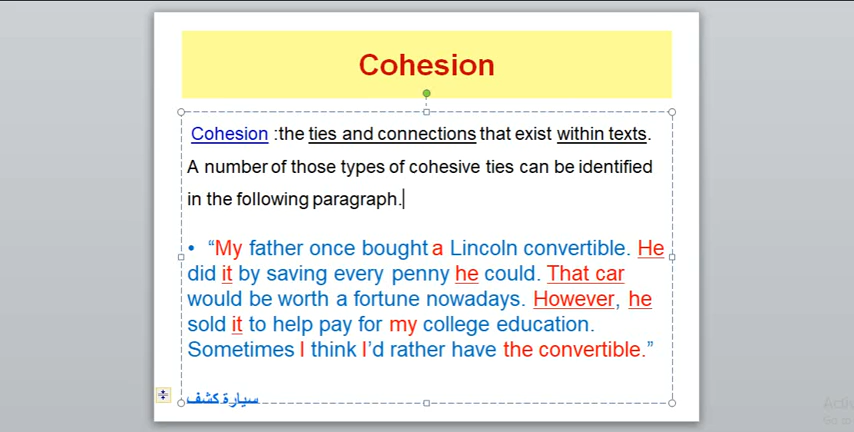 Cohesion
Cohesion :the ties and connections that exist within texts.
A number of those types of cohesive ties can be identified
in the following paragraph.
• “My father once bought a Lincoln convertible. He
did it by saving every penny he could. That car
would be worth a fortune nowadays. However, he
sold it to help pay for my college education.
Sometimes I think I’d rather have the convertible.”
سيارة كشف